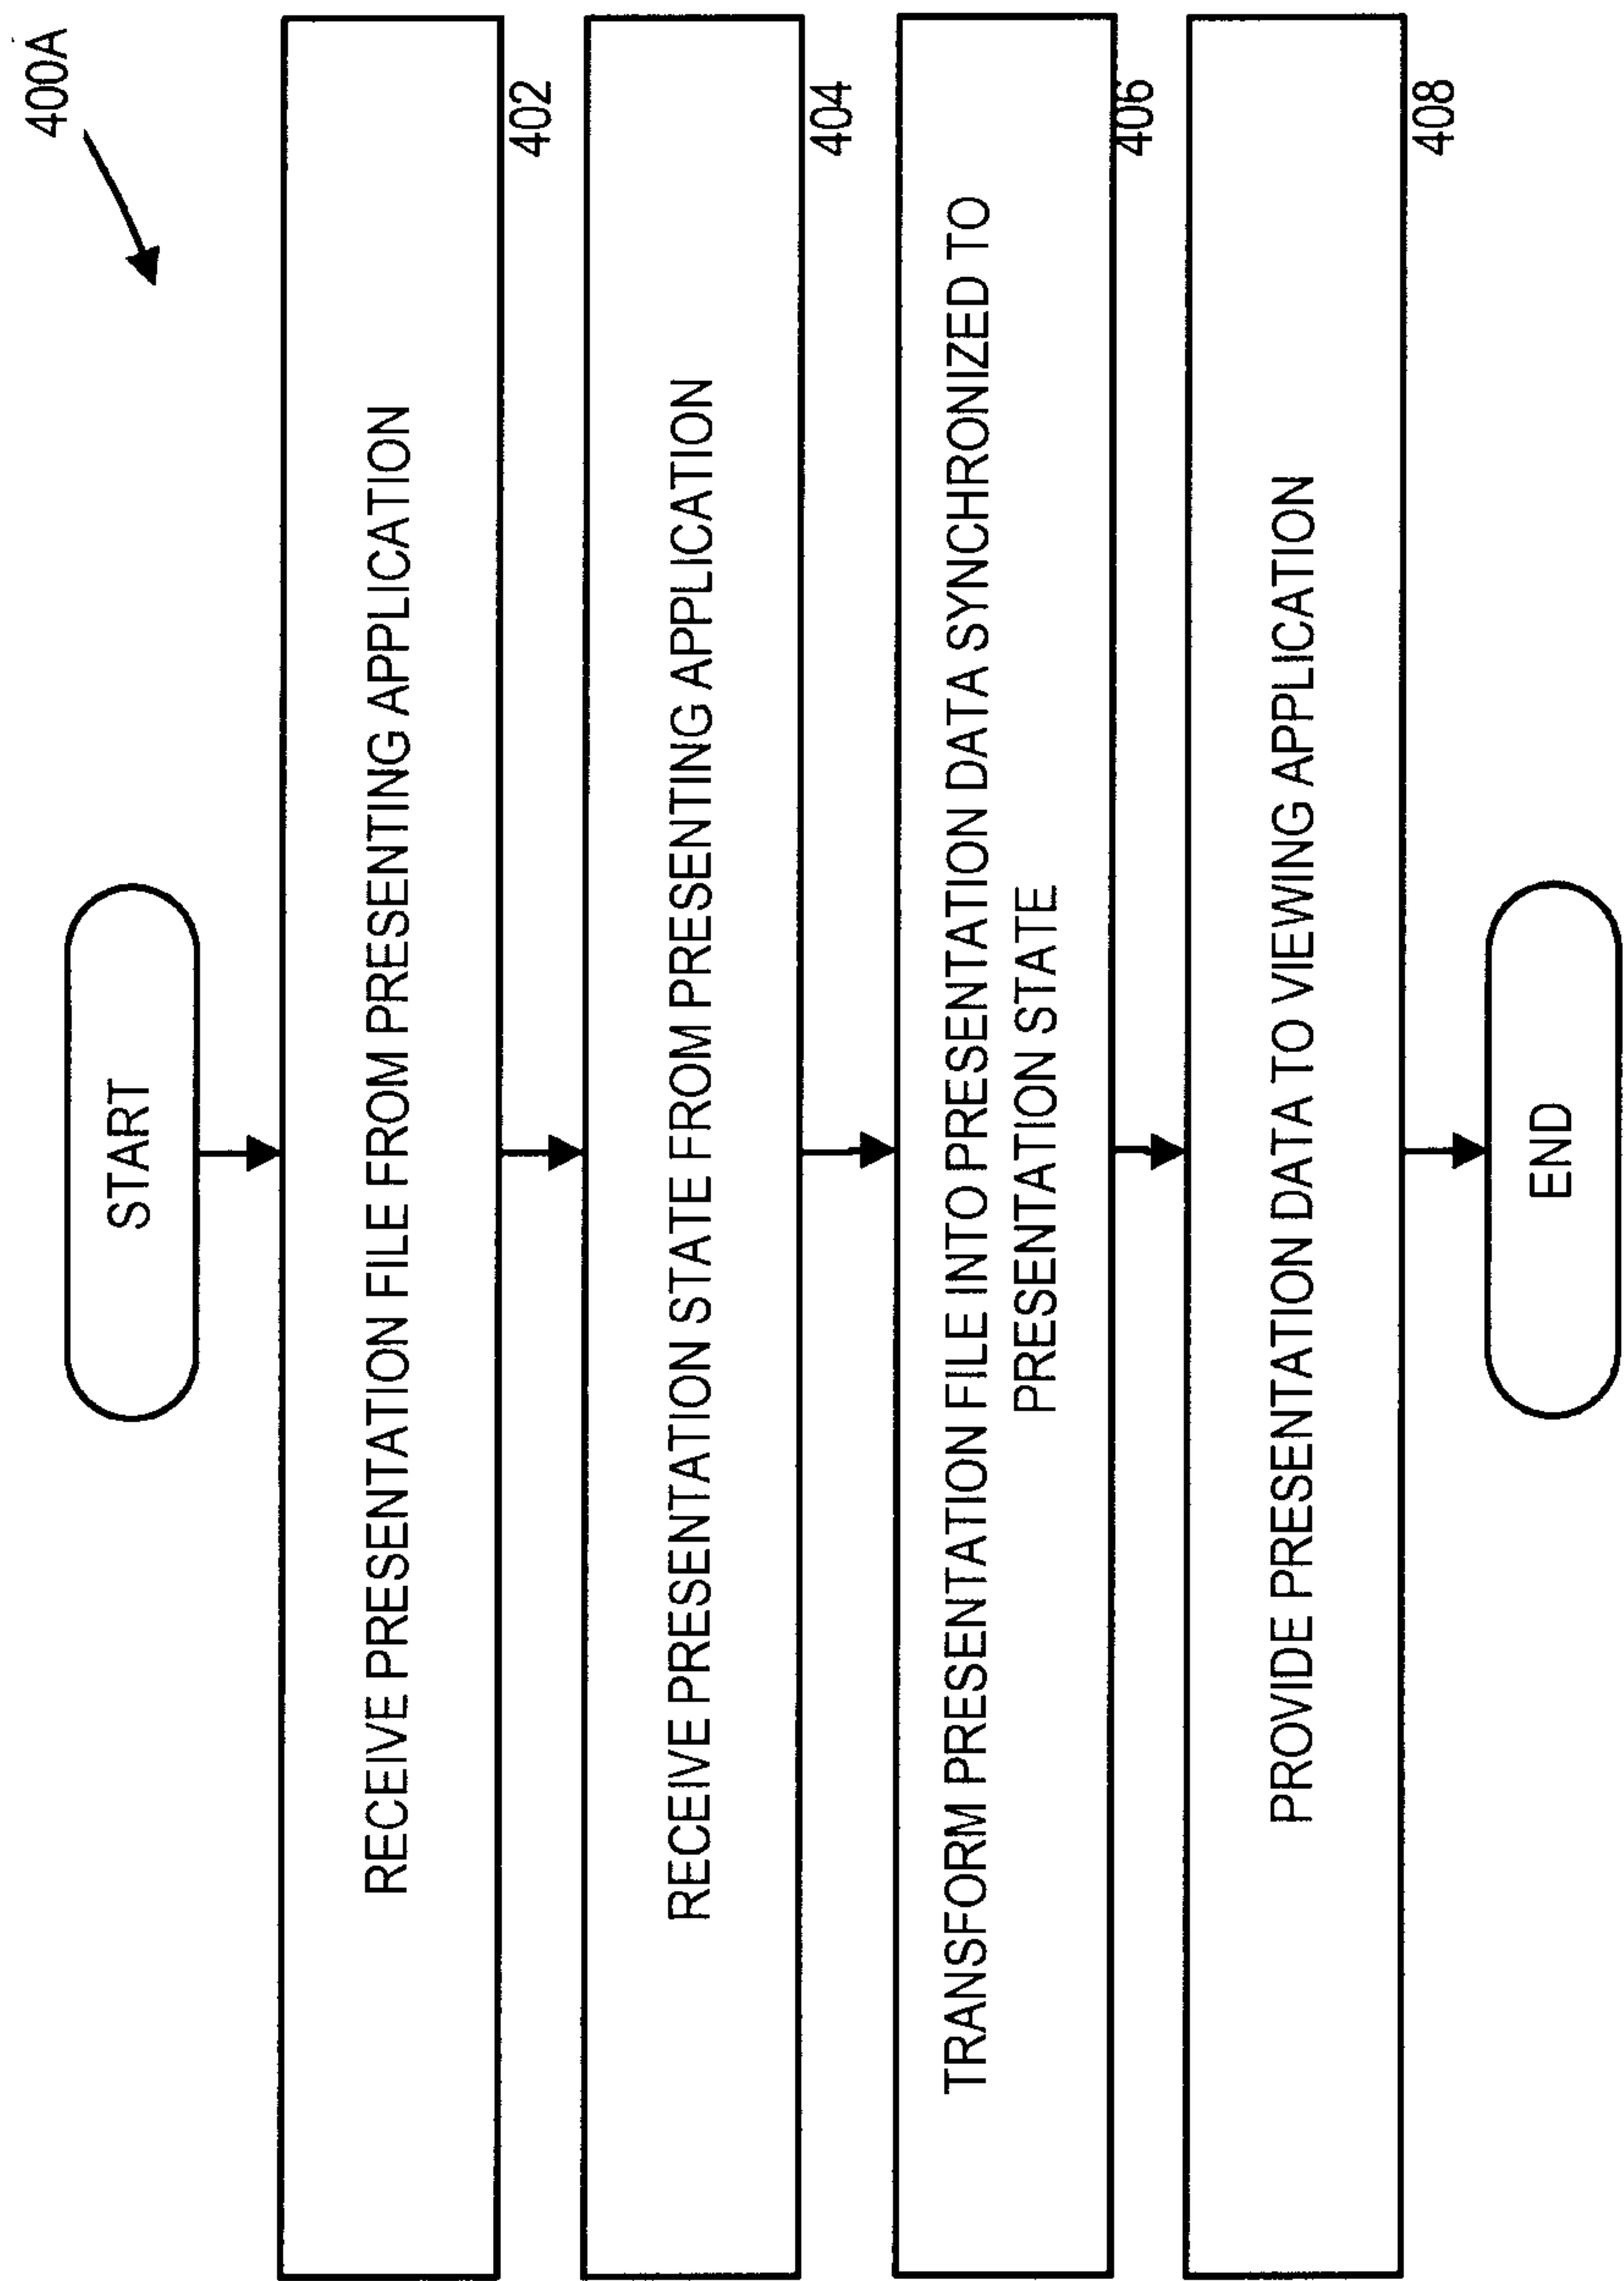 400A
START
RECEIVE PRESENTATION FILE FROM PRESENTING APPLICATION
402
RECEIVE PRESENTATION STATE FROM PRESENTING APPLICATION
404
TRANSFORM PRESENTATION FILE INTO PRESENTATION DATA SYNCHRONIZED TO
PRESENTATION STATE
406
PROVIDE PRESENTATION DATA TO VIEWING APPLICATION
408
END